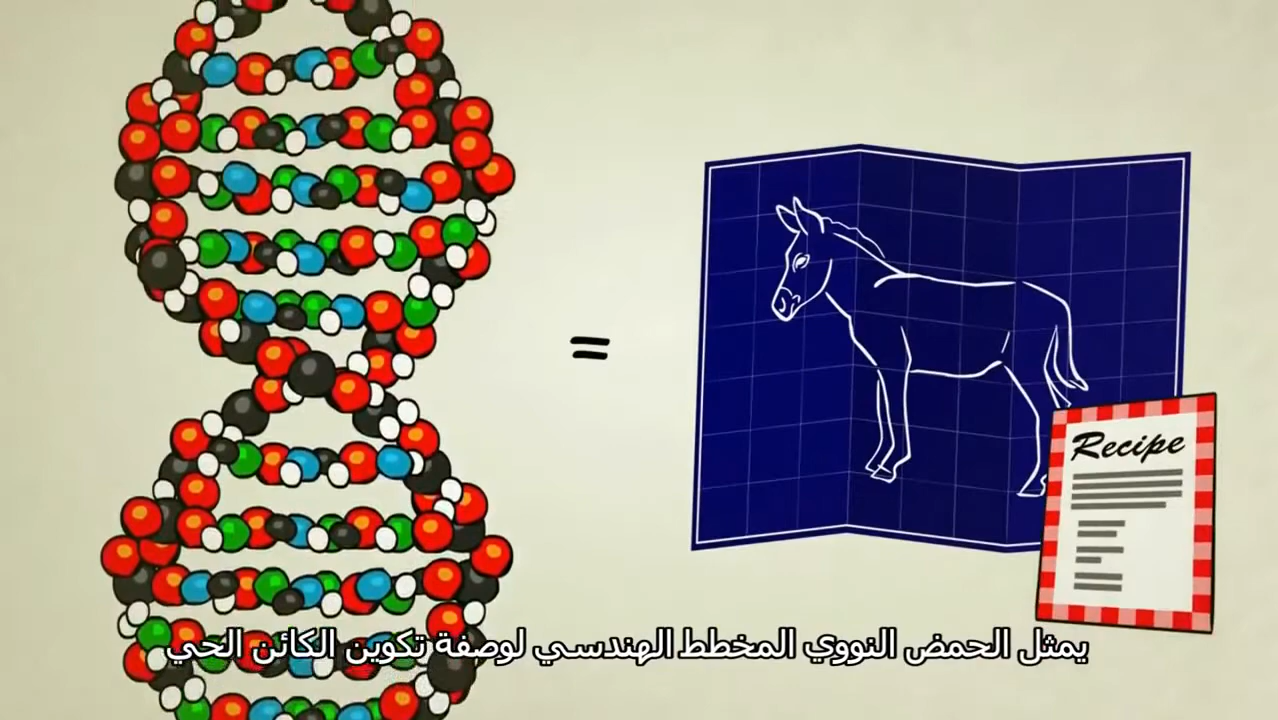 =
Recipe
يمثل الحمض النووي المخطط الهندسي لوصفة تكوين الكائن الحي